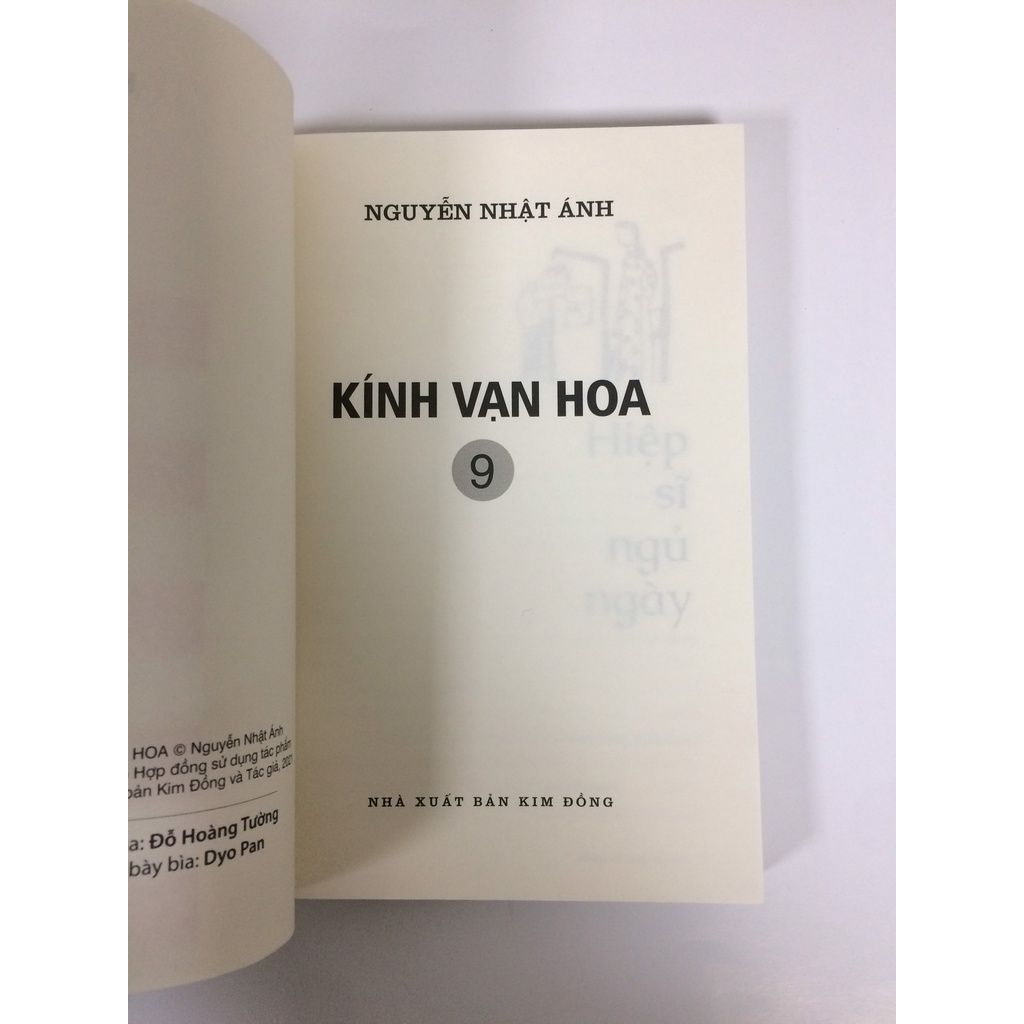 HOA © Nguyễn Nhật Ánh
Hợp đồng sử dụng tác phẩm
bản Kim Đồng và Tác giả, 202
a: Đỗ Hoàng Tường
bày bìa: Dyo Pan
NGUYỄN NHẬT ÁNH
KÍNH VẠN HOA
9
Hiệp
sĩ
ngủ
ngày
NHÀ XUẤT BẢN KIM ĐỒNG